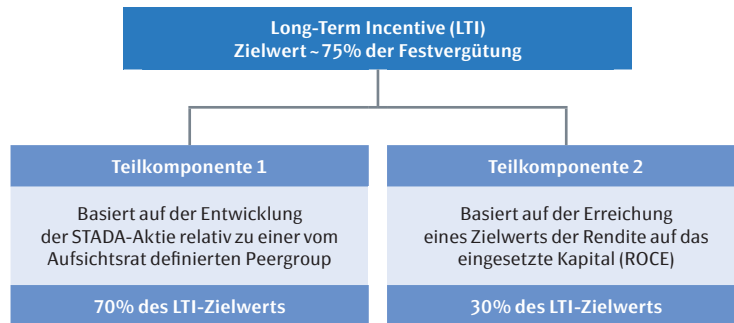 Long-Term Incentive (LTI)
Zielwert ~ 75% der Festvergütung
Teilkomponente 1
Basiert auf der Entwicklung
der STADA-Aktie relativ zu einer vom
Aufsichtsrat definierten Peergroup
70% des LTI-Zielwerts
Teilkomponente 2
Basiert auf der Erreichung
eines Zielwerts der Rendite auf das
eingesetzte Kapital (ROCE)
30% des LTI-Zielwerts